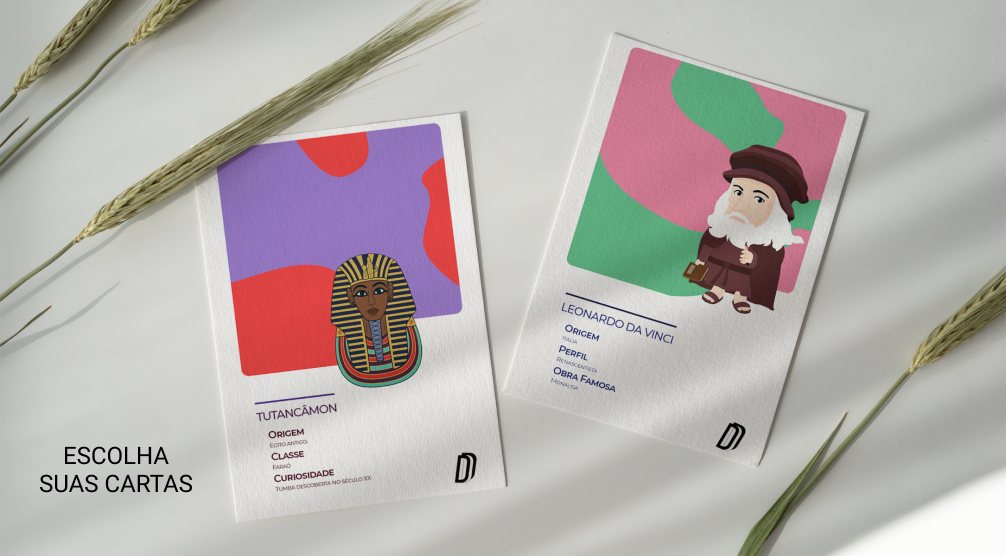 TUTANCÂMON
ORIGEM
EGITO ANTIGO.
CLASSE
FARAÓ
CURIOSIDADE
TUMBA DESCOBERTA NO SÉCULO XX.
LEONARDO DA VINCI
ORIGEM
ITÁLIA
PERFIL
RENASCENTISTA
OBRA FAMOSA
MONALISA
ESCOLHA
SUAS CARTAS